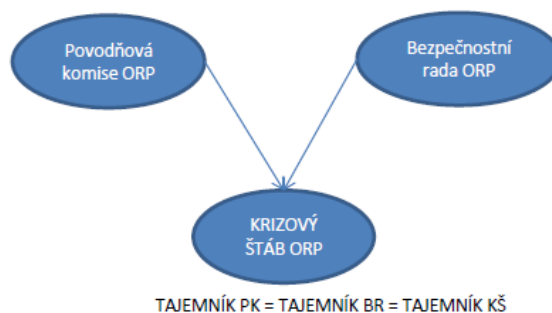 Povodňová
komise ORP
Bezpečnostní
rada ORP
KRIZOVÝ
ŠTÁB ORP
TAJEMNÍK PK = TAJEMNÍK BR = TAJEMNÍK KŠ